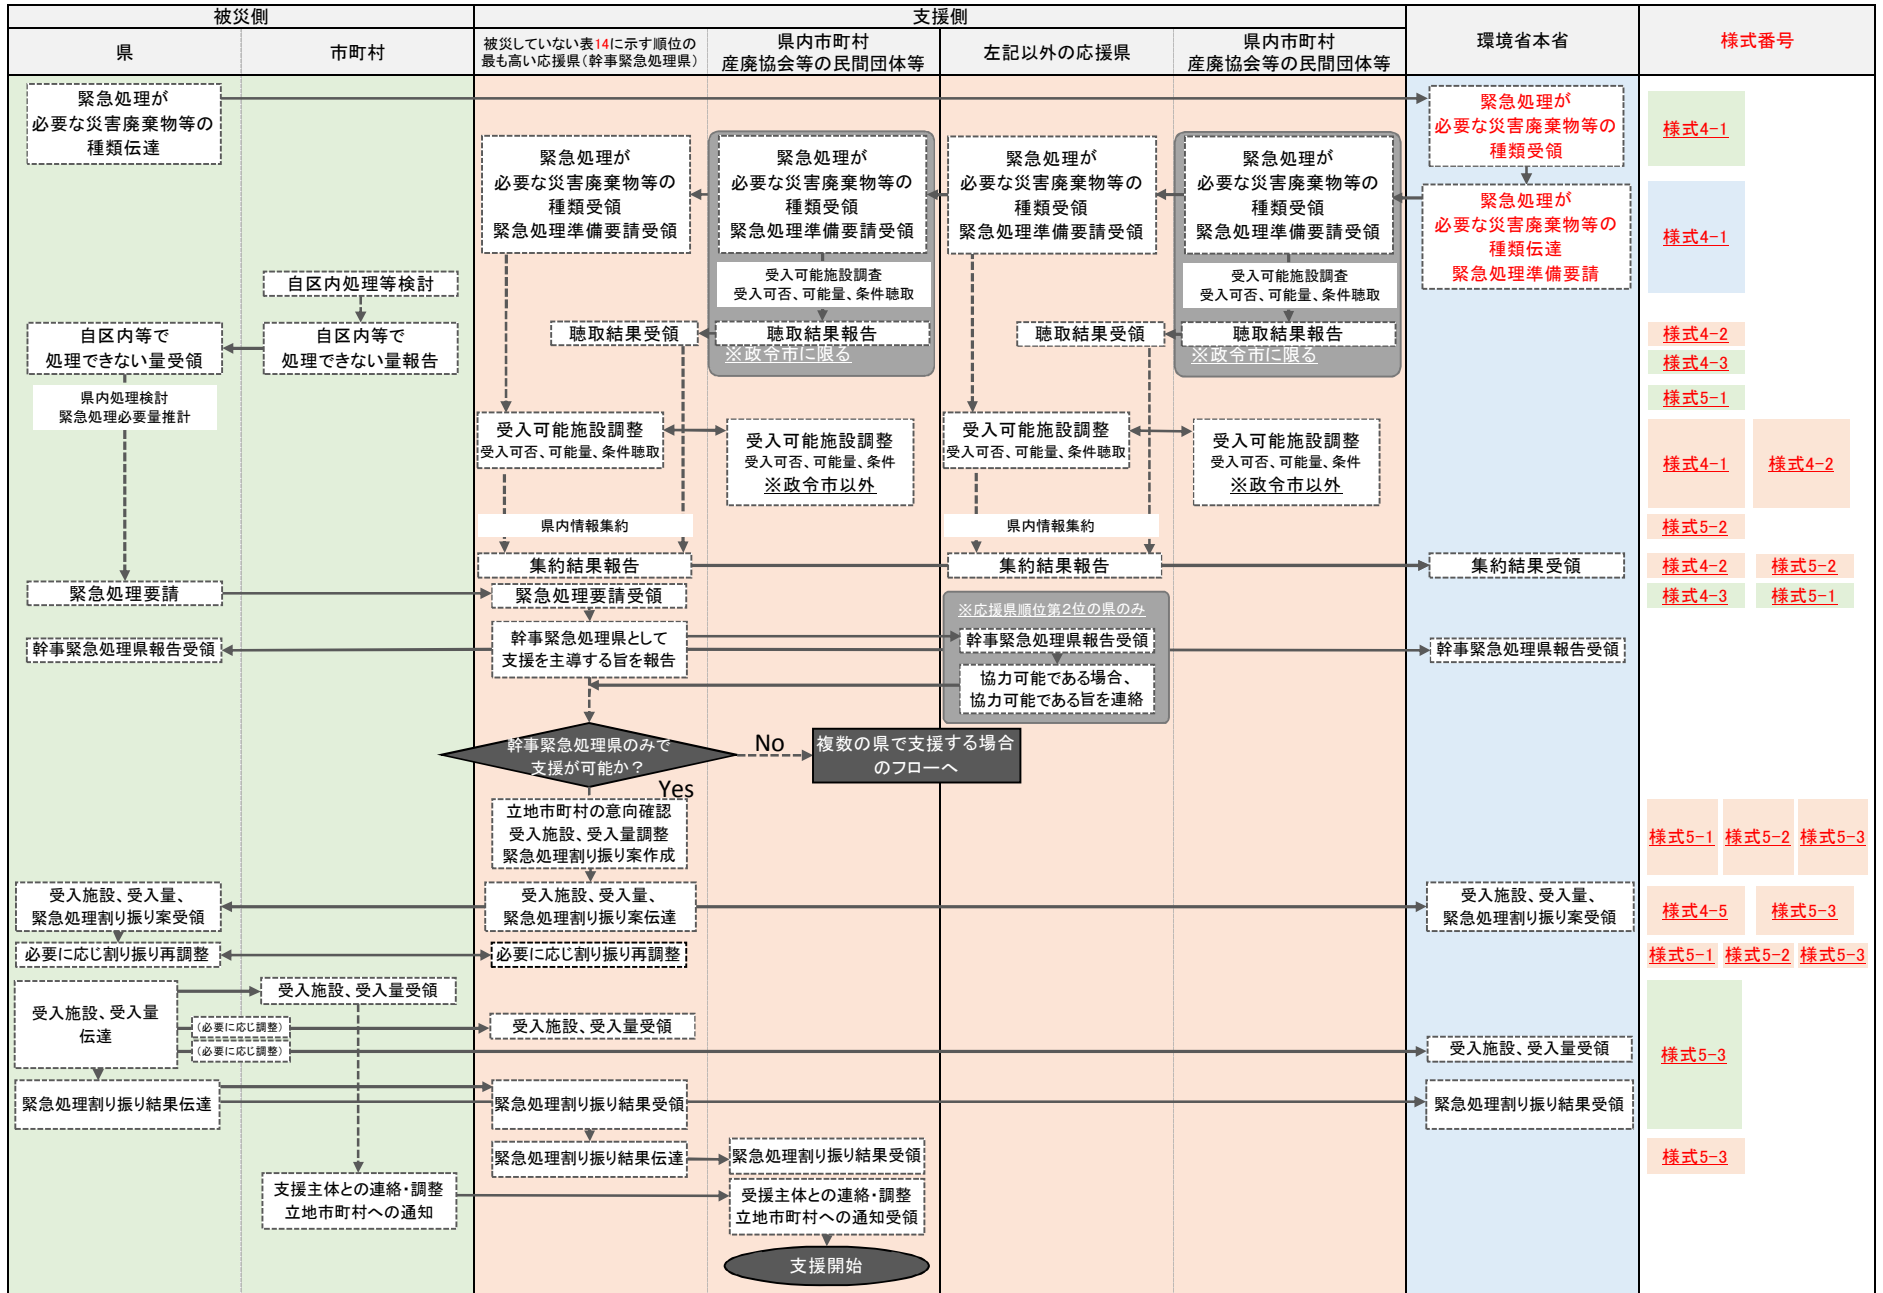 被災側
支援側
県
市町村
被災していない表14に示す順位の
最も高い応援県（幹事緊急処理県）
県内市町村
産廃協会等の民間団体等
左記以外の応援県
県内市町村
産廃協会等の民間団体等
環境省本省
様式番号
緊急処理が
必要な災害廃棄物等の
種類伝達
緊急処理が
必要な災害廃棄物等の
種類受領
様式4-1
緊急処理が
必要な災害廃棄物等の
種類受領
緊急処理準備要請受領
緊急処理が
必要な災害廃棄物等の
種類受領
緊急処理準備要請受領
緊急処理が
必要な災害廃棄物等の
種類受領
緊急処理準備要請受領
緊急処理が
必要な災害廃棄物等の
種類受領
緊急処理準備要請受領
緊急処理が
必要な災害廃棄物等の
種類伝達
緊急処理準備要請
様式4-1
自区内処理等検討
受入可能施設調査
受入可否、可能量、条件聴取
受入可能施設調査
受入可否、可能量、条件聴取
自区内等で
処理できない量受領
自区内等で
処理できない量報告
聴取結果受領
聴取結果報告
※政令市に限る
聴取結果受領
聴取結果報告
※政令市に限る
様式4-2
様式4-3
県内処理検討
緊急処理必要量推計
様式5-1
受入可能施設調整
受入可否、可能量、条件聴取
受入可能施設調整
受入可否、可能量、条件
※政令市以外
受入可能施設調整
受入可否、可能量、条件聴取
受入可能施設調整
受入可否、可能量、条件
※政令市以外
様式4-1
様式4-2
県内情報集約
県内情報集約
様式5-2
集約結果報告
集約結果報告
集約結果受領
様式4-2
様式5-2
緊急処理要請
緊急処理要請受領
様式4-3
様式5-1
※応援県順位第2位の県のみ
幹事緊急処理県報告受領
幹事緊急処理県として
支援を主導する旨を報告
幹事緊急処理県報告受領
幹事緊急処理県報告受領
協力可能である場合、
協力可能である旨を連絡
幹事緊急処理県のみで
支援が可能か？
No
複数の県で支援する場合
のフローへ
Yes
立地市町村の意向確認
受入施設、受入量調整
緊急処理割り振り案作成
様式5-1
様式5-2
様式5-3
受入施設、受入量、
緊急処理割り振り案受領
受入施設、受入量、
緊急処理割り振り案伝達
受入施設、受入量、
緊急処理割り振り案受領
様式4-5
様式5-3
必要に応じ割り振り再調整
必要に応じ割り振り再調整
様式5-1
様式5-2
様式5-3
受入施設、受入量
伝達
受入施設、受入量受領
（必要に応じ調整）
受入施設、受入量受領
（必要に応じ調整）
受入施設、受入量受領
様式5-3
緊急処理割り振り結果伝達
緊急処理割り振り結果受領
緊急処理割り振り結果受領
緊急処理割り振り結果伝達
緊急処理割り振り結果受領
様式5-3
支援主体との連絡・調整
立地市町村への通知
受援主体との連絡・調整
立地市町村への通知受領
支援開始